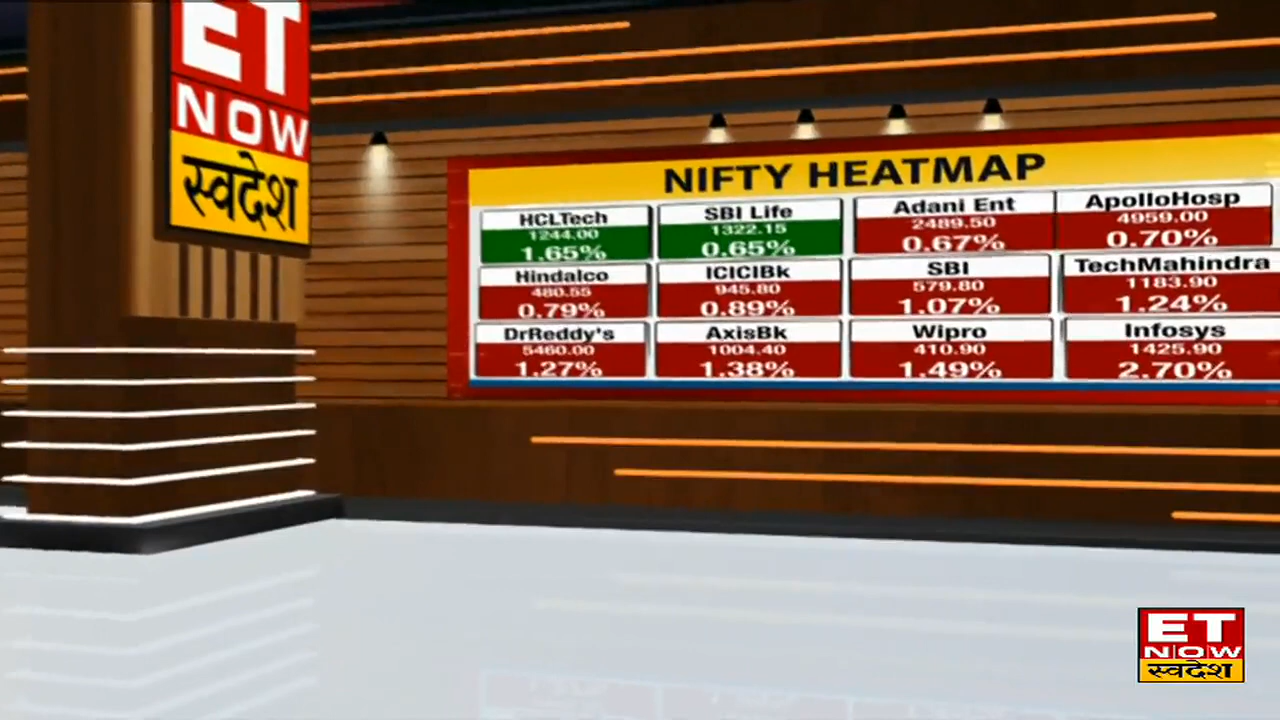 ET
NOW
स्वदेश
NIFTY HEATMAP
HCLTech
1244.00
1.65%
SBI Life
1322.15
0.65%
Adani Ent
2489.50
0.67%
ApolloHosp
4959.00
0.70%
Hindalco
480.55
0.79%
ICICIBk
945.80
0.89%
SBI
579.80
1.07%
TechMahindra
1183.90
1.24%
DrReddy's
5460.00
1.27%
AxisBk
1004.40
1.38%
Wipro
410.90
1.49%
Infosys
1425.90
2.70%
ET
NOW
स्वदेश